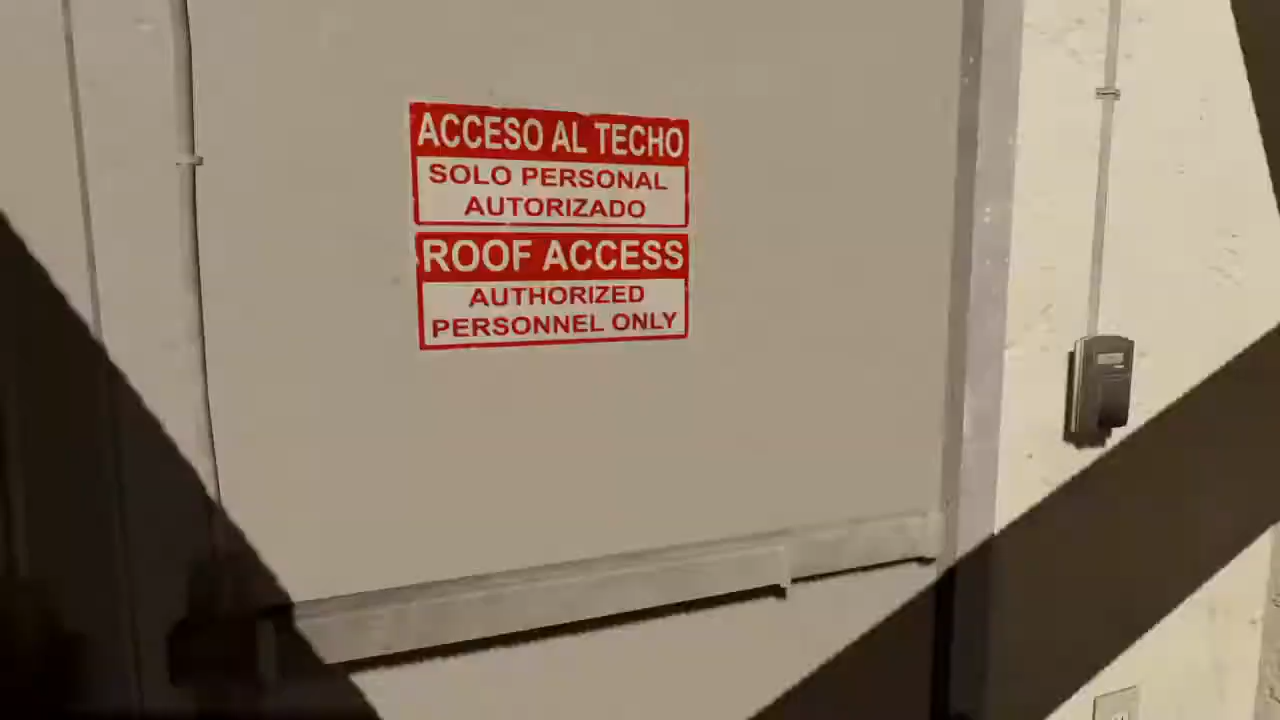 ACCESO AL TECHO
SOLO PERSONAL
AUTORIZADO
ROOF ACCESS
AUTHORIZED
PERSONNEL ONLY